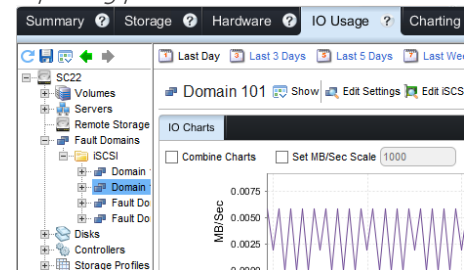 Summary Storage Hardware IO Usage Charting
Last Day Last 3 Days Last 5 Days Last
SC22
Volumes
Servers
Remote Storage
Fault Domains
iSCSI
Domain
Domain
Fault Do
Fault Do
Disks
Controllers
Storage Profiles
Domain 101 Show Edit Settings Edit iSCS
IO Charts
Combine Charts Set MB/Sec Scale 1000
MB/Sec
0.0075
0.0050
0.0025
0.0000